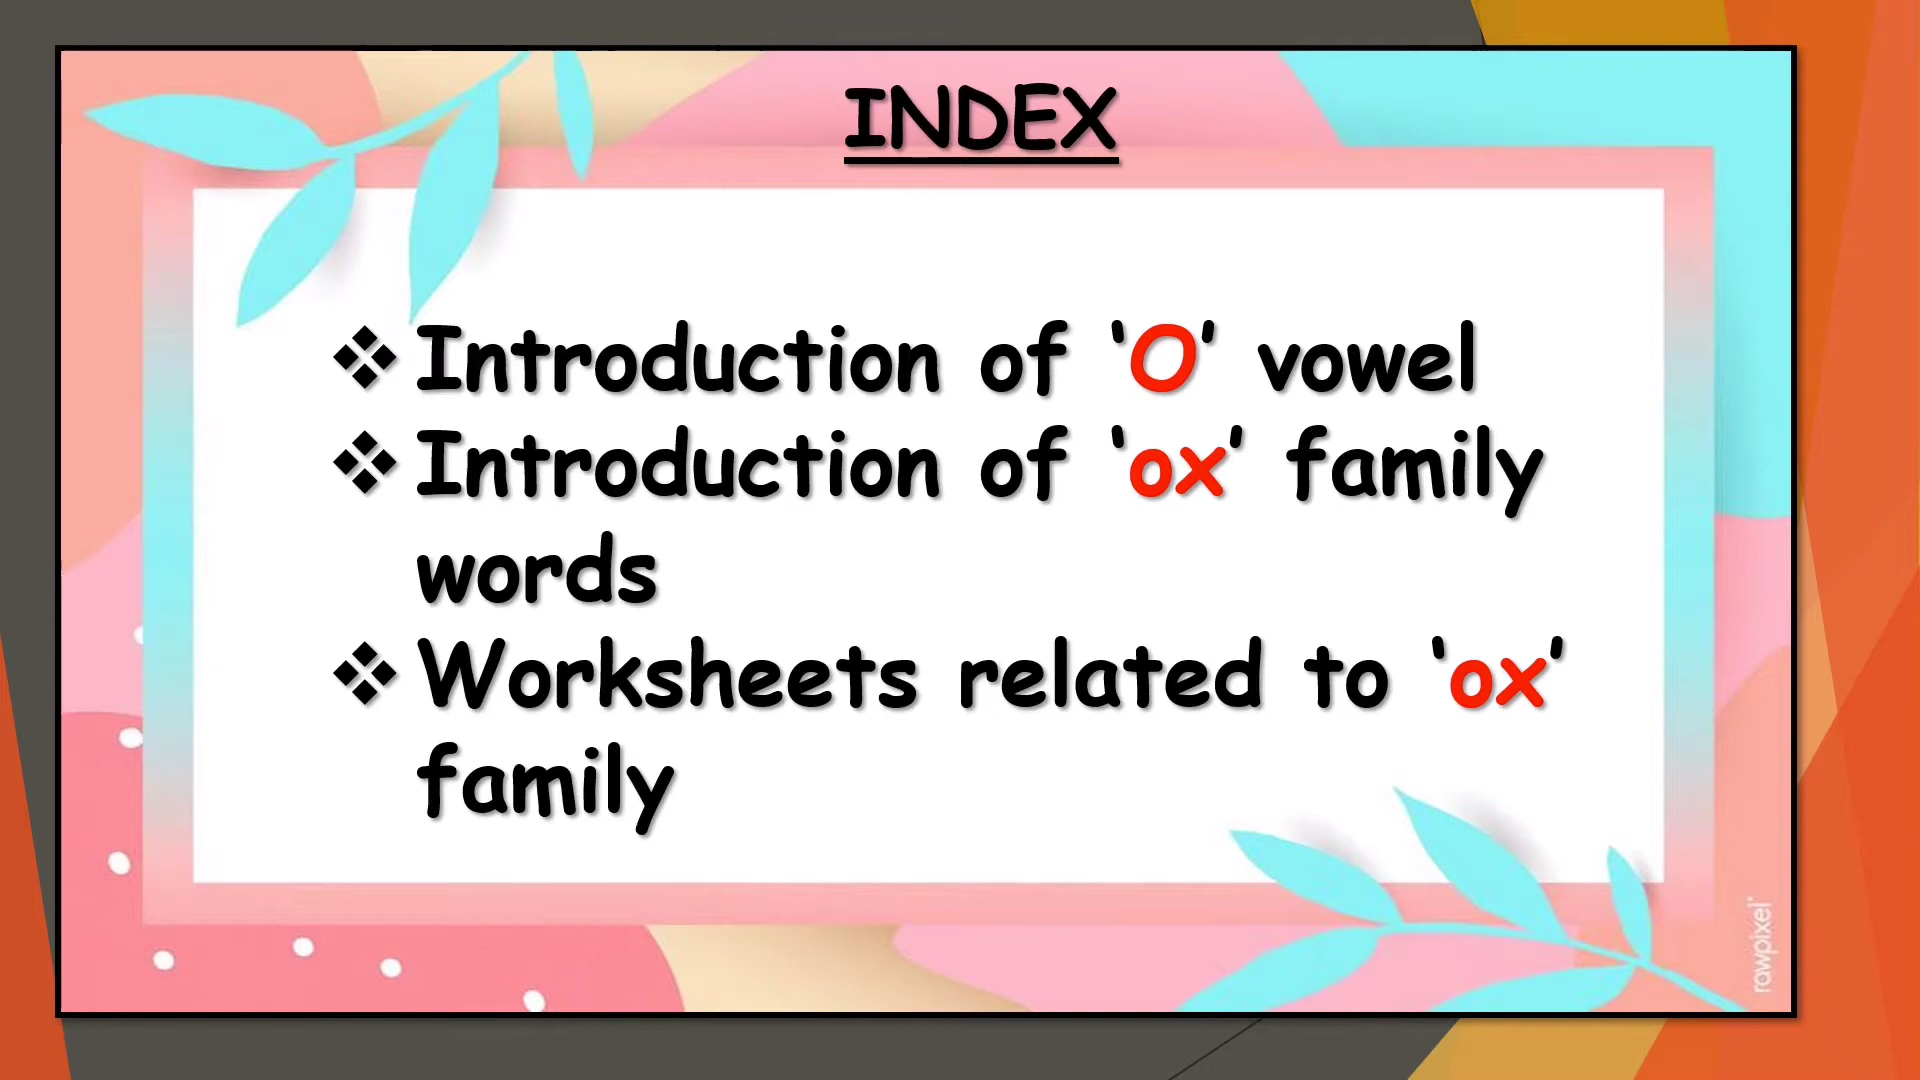 INDEX
❖ Introduction of ‘O’ vowel
❖ Introduction of ‘ox’ family
words
❖ Worksheets related to ‘ox’
family
rawpixel